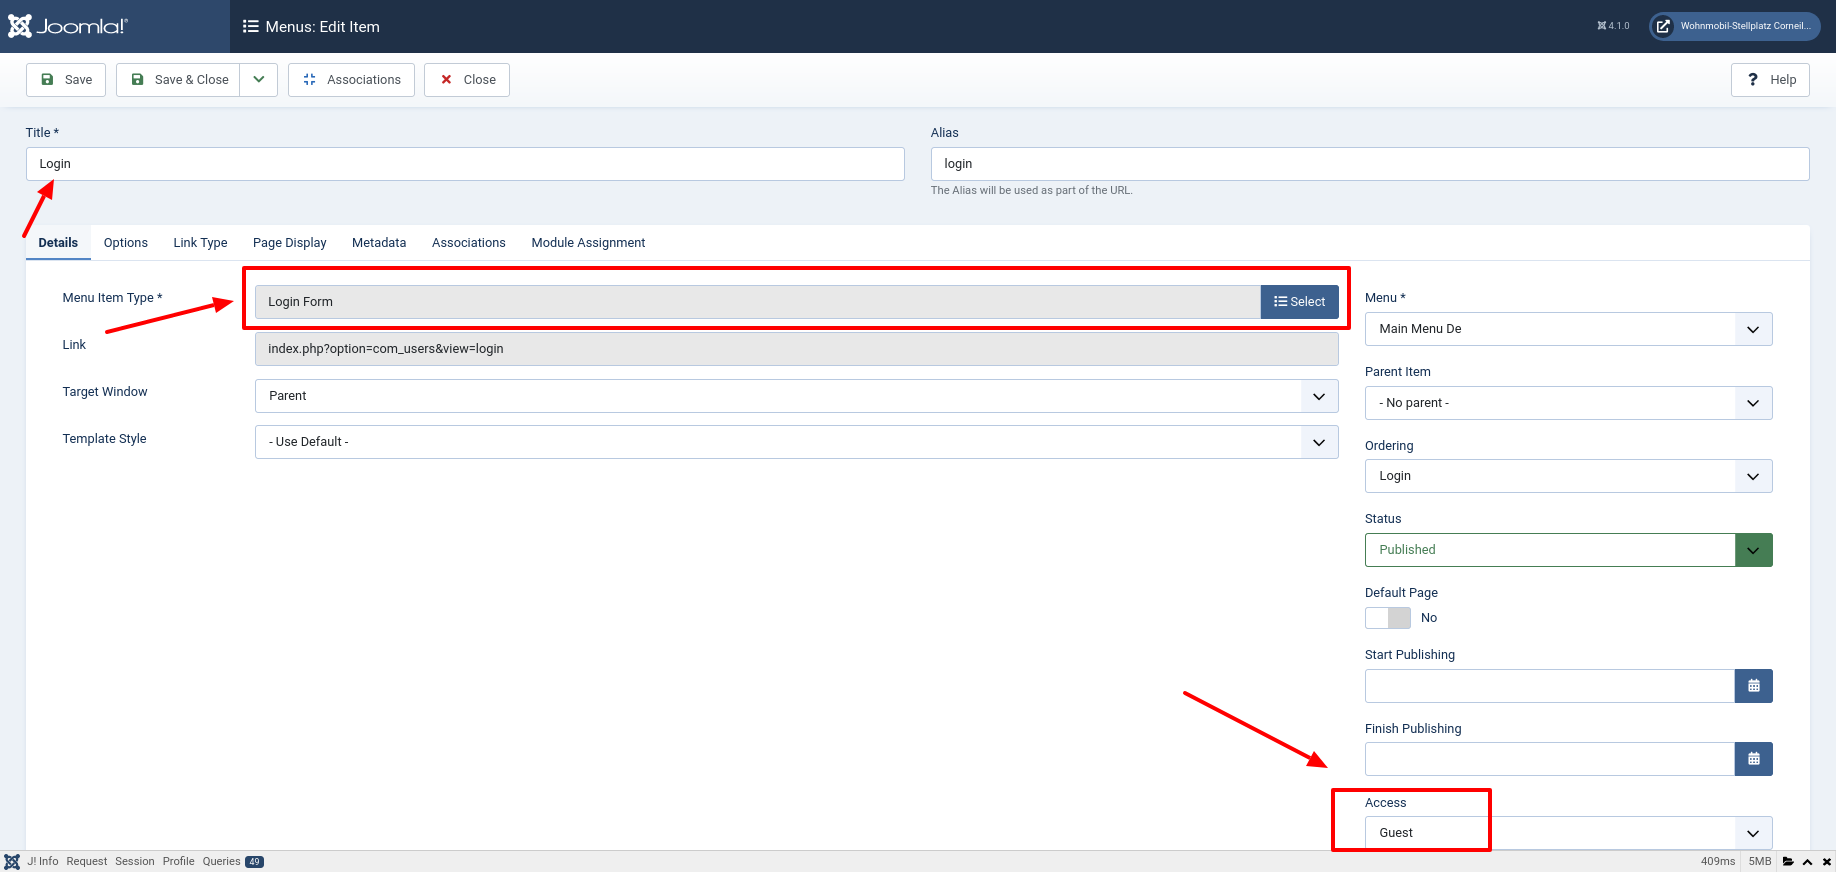 Joomla!®
Menus: Edit Item
4.1.0
Wohnmobil-Stellplatz Corneil...
Save
Save & Close
Associations
Close
? Help
Title *
Login
Alias
login
The Alias will be used as part of the URL.
Details
Options
Link Type
Page Display
Metadata
Associations
Module Assignment
Menu Item Type *
Login Form
Select
Link
index.php?option=com_users&view=login
Target Window
Parent
Template Style
- Use Default -
Menu *
Main Menu De
Parent Item
- No parent -
Ordering
Login
Status
Published
Default Page
No
Start Publishing
Finish Publishing
Access
Guest
J! Info
Request
Session
Profile
Queries 49
409ms
5MB